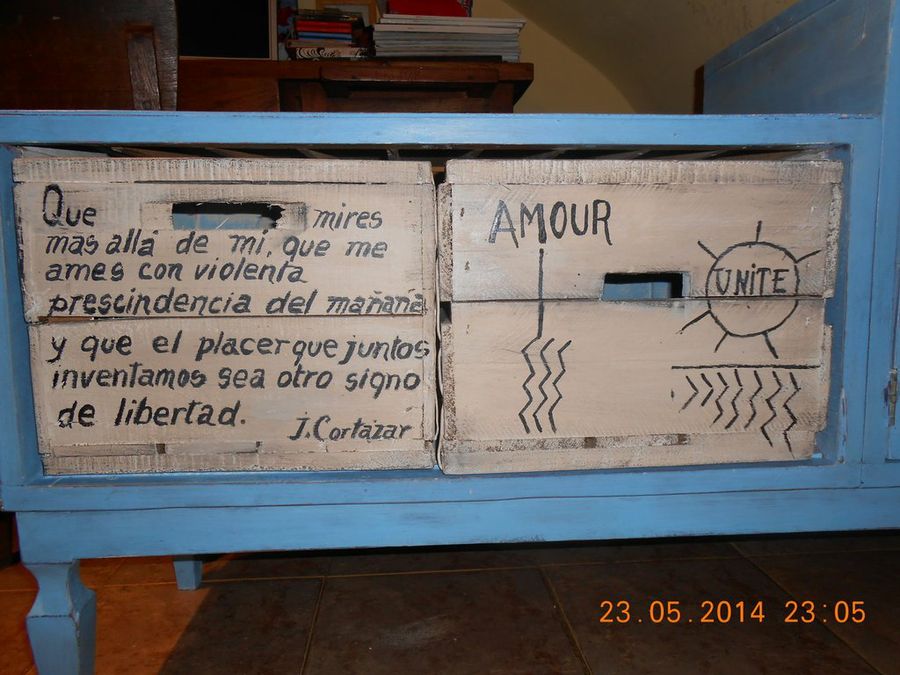 Que mires
mas allá de mi, que me
ames con violenta
prescindencia del mañana
y que el placer que juntos
inventamos sea otro signo
de libertad.
J. Cortázar
AMOUR
UNITE
23.05.2014 23:05